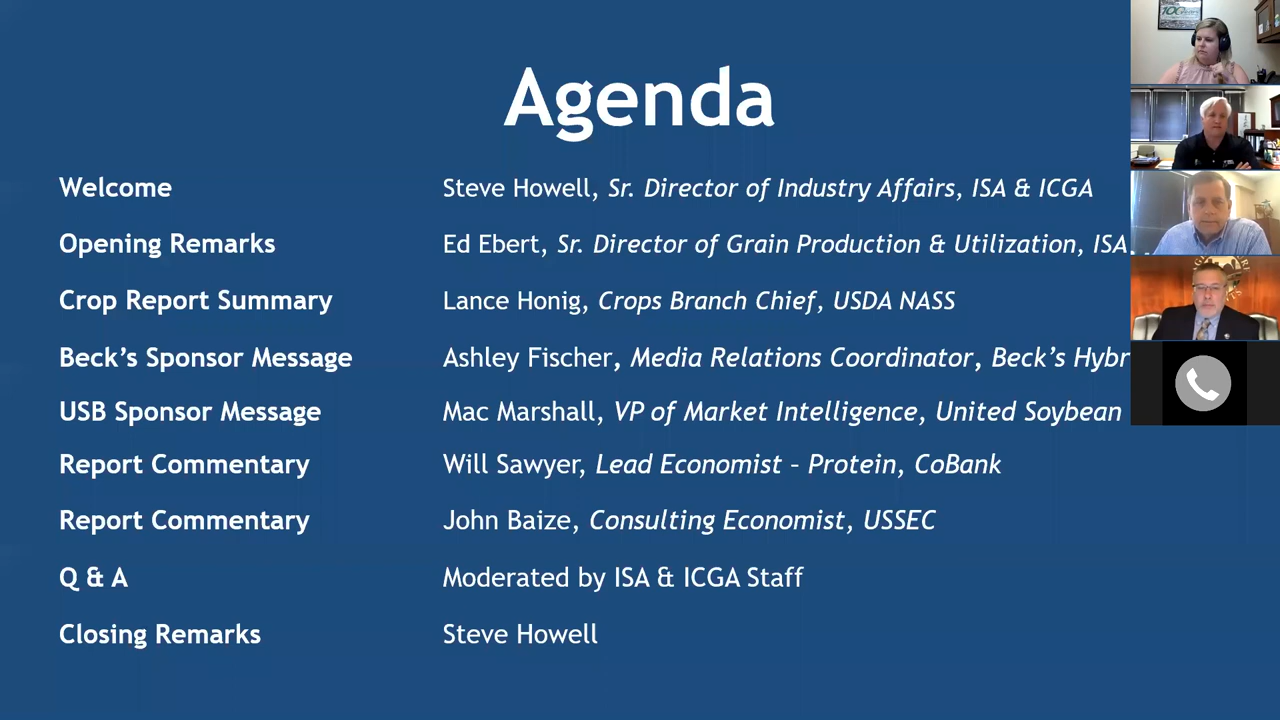 Agenda
Welcome Steve Howell, Sr. Director of Industry Affairs, ISA & ICGA
Opening Remarks Ed Ebert, Sr. Director of Grain Production & Utilization, ISA
Crop Report Summary Lance Honig, Crops Branch Chief, USDA NASS
Beck's Sponsor Message Ashley Fischer, Media Relations Coordinator, Beck's Hybr
USB Sponsor Message Mac Marshall, VP of Market Intelligence, United Soybean
Report Commentary Will Sawyer, Lead Economist – Protein, CoBank
Report Commentary John Baize, Consulting Economist, USSEC
Q & A Moderated by ISA & ICGA Staff
Closing Remarks Steve Howell
100